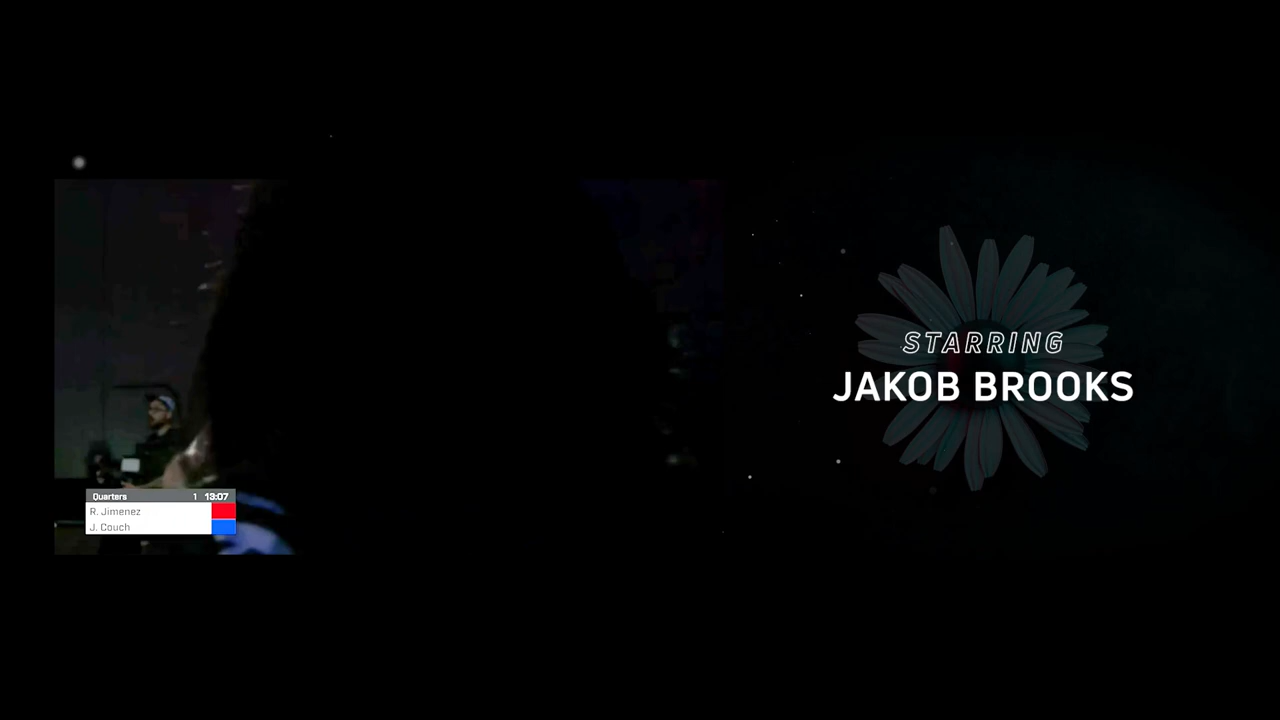 Quarters 1 13:07
R. Jimenez
J. Couch
STARRING
JAKOB BROOKS